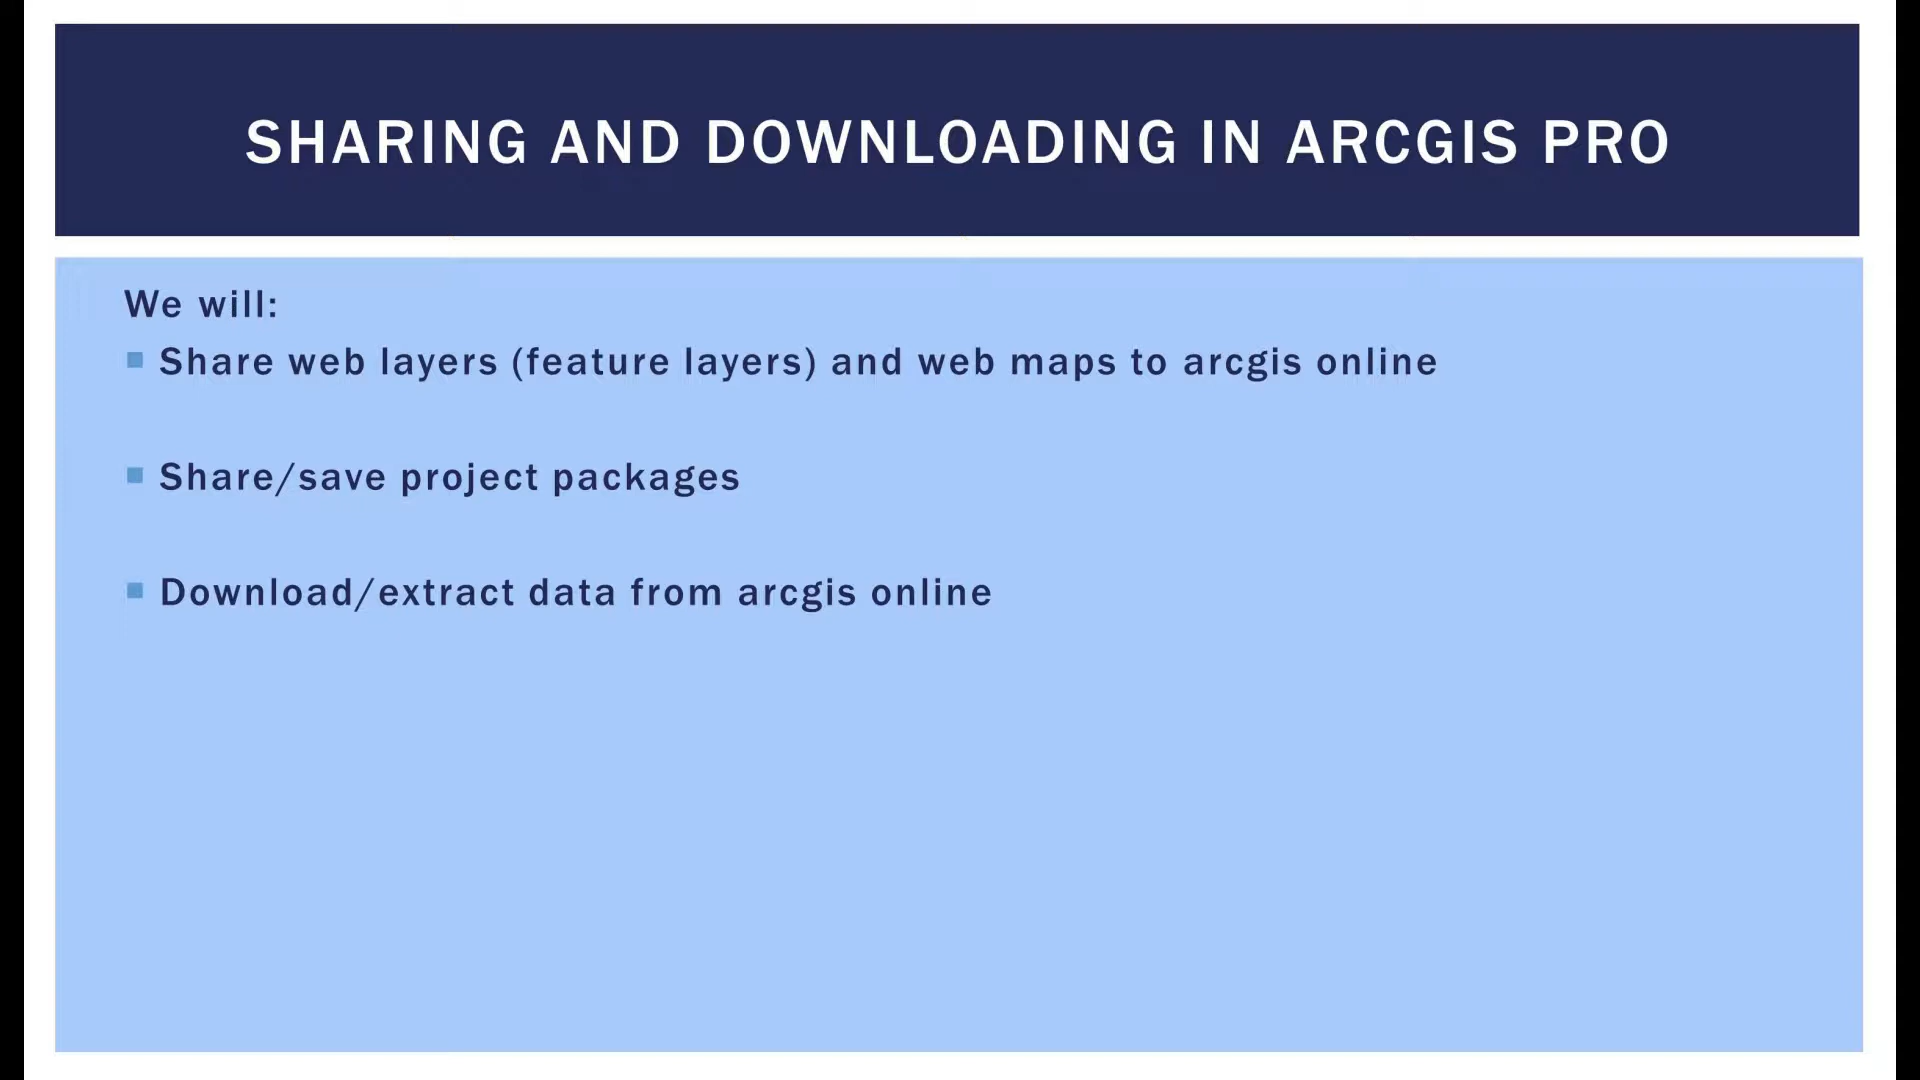 SHARING AND DOWNLOADING IN ARCGIS PRO
We will:
Share web layers (feature layers) and web maps to arcgis online
Share/save project packages
Download/extract data from arcgis online